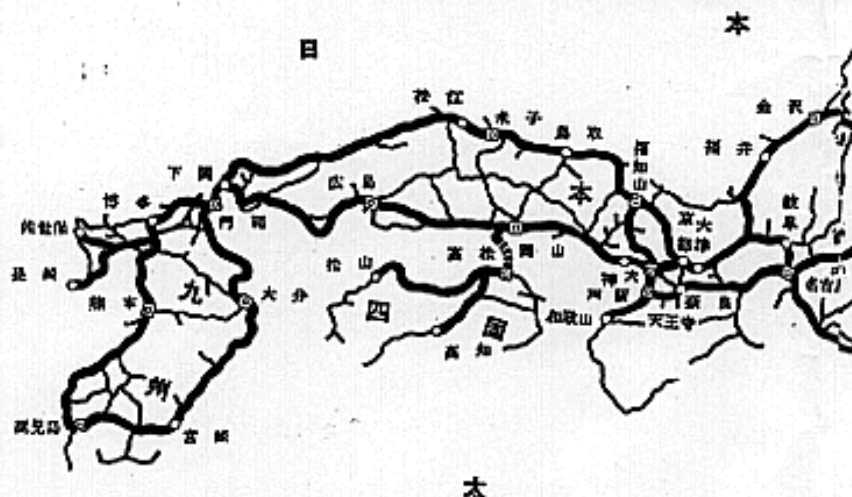 日
本
松江
米子
鳥取
福知山
金沢
福井
岐阜
下関
博多
門司
広島
岡山
本
京都
大津
佐世保
長崎
熊本
九
州
大分
松山
高松
四
国
高知
神戸
大阪
奈良
名古屋
和歌山
天王寺
鹿児島
宮崎
太